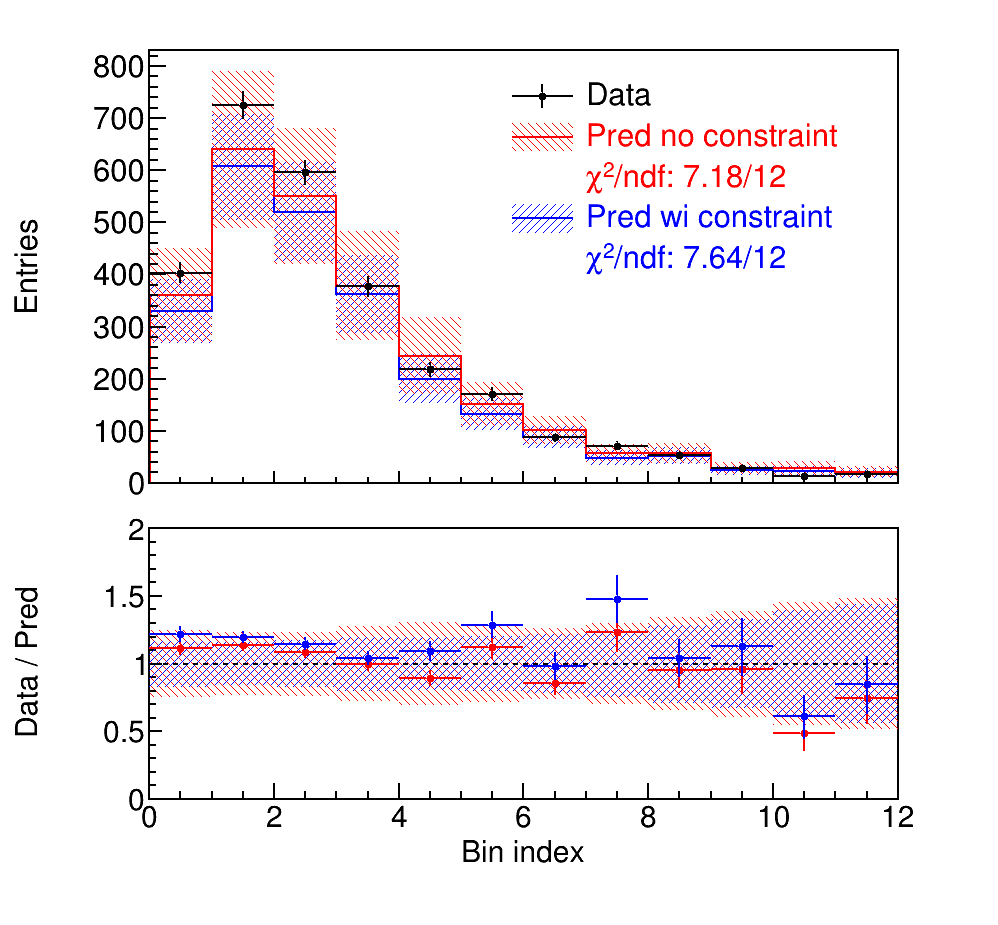 800
700
600
500
400
300
200
100
0
Entries
Data
Pred no constraint
χ²/ndf: 7.18/12
Pred wi constraint
χ²/ndf: 7.64/12
2
1.5
1
0.5
0
Data / Pred
0 2 4 6 8 10 12
Bin index